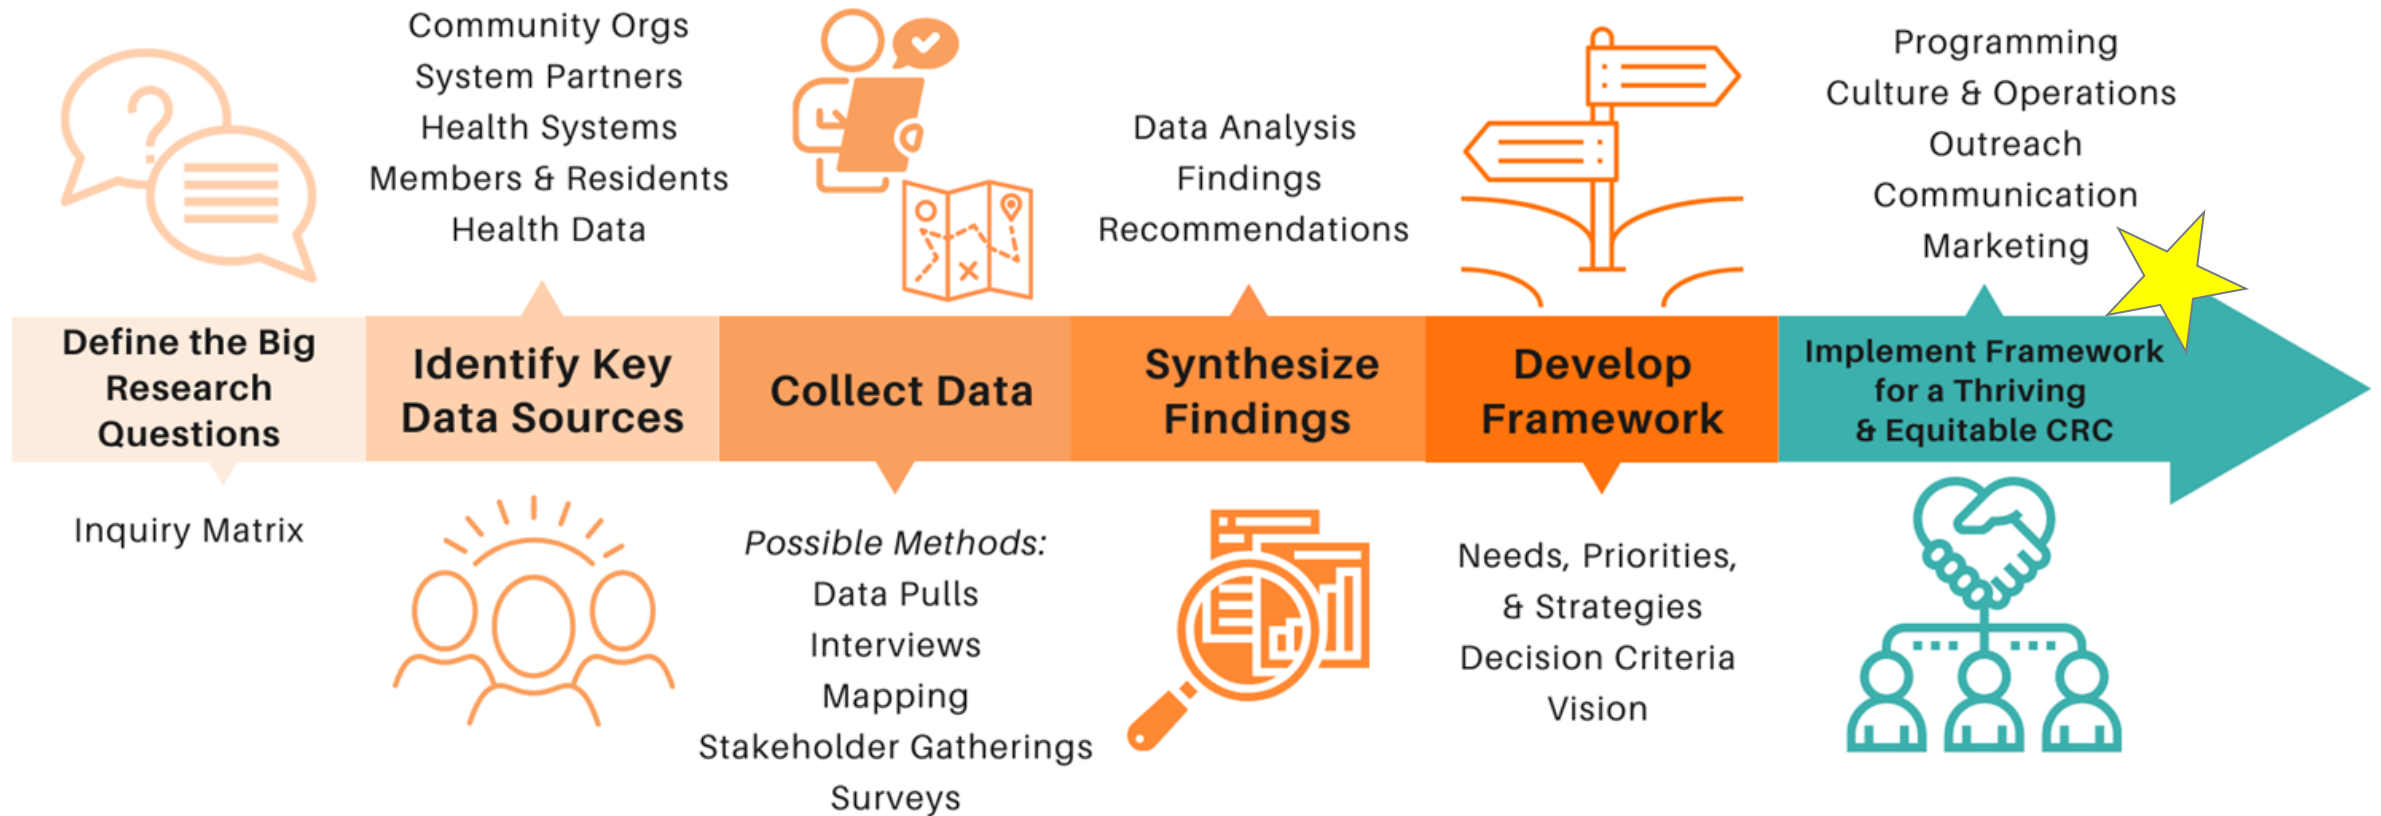 Community Orgs
System Partners
Health Systems
Members & Residents
Health Data
Data Analysis
Findings
Recommendations
Programming
Culture & Operations
Outreach
Communication
Marketing
Define the Big
Research
Questions
Identify Key
Data Sources
Collect Data
Synthesize
Findings
Develop
Framework
Implement Framework
for a Thriving
& Equitable CRC
Inquiry Matrix
Possible Methods:
Data Pulls
Interviews
Mapping
Stakeholder Gatherings
Surveys
Needs, Priorities,
& Strategies
Decision Criteria
Vision